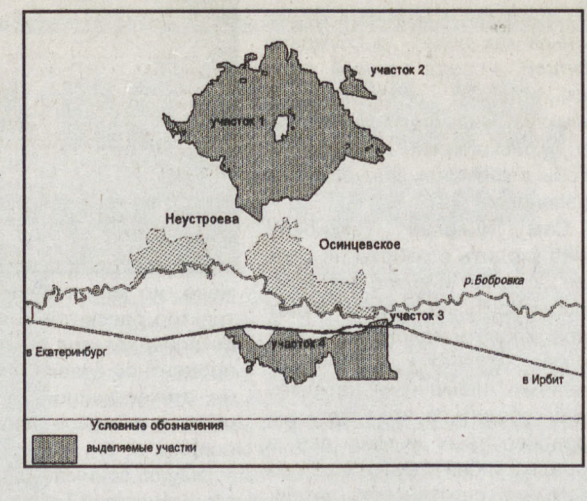 участок 2
участок 1
Неустроева
Осинцевское
р.Бобровка
участок 3
участок 4
в Екатеринбург
в Ирбит
Условные обозначения
выделяемые участки